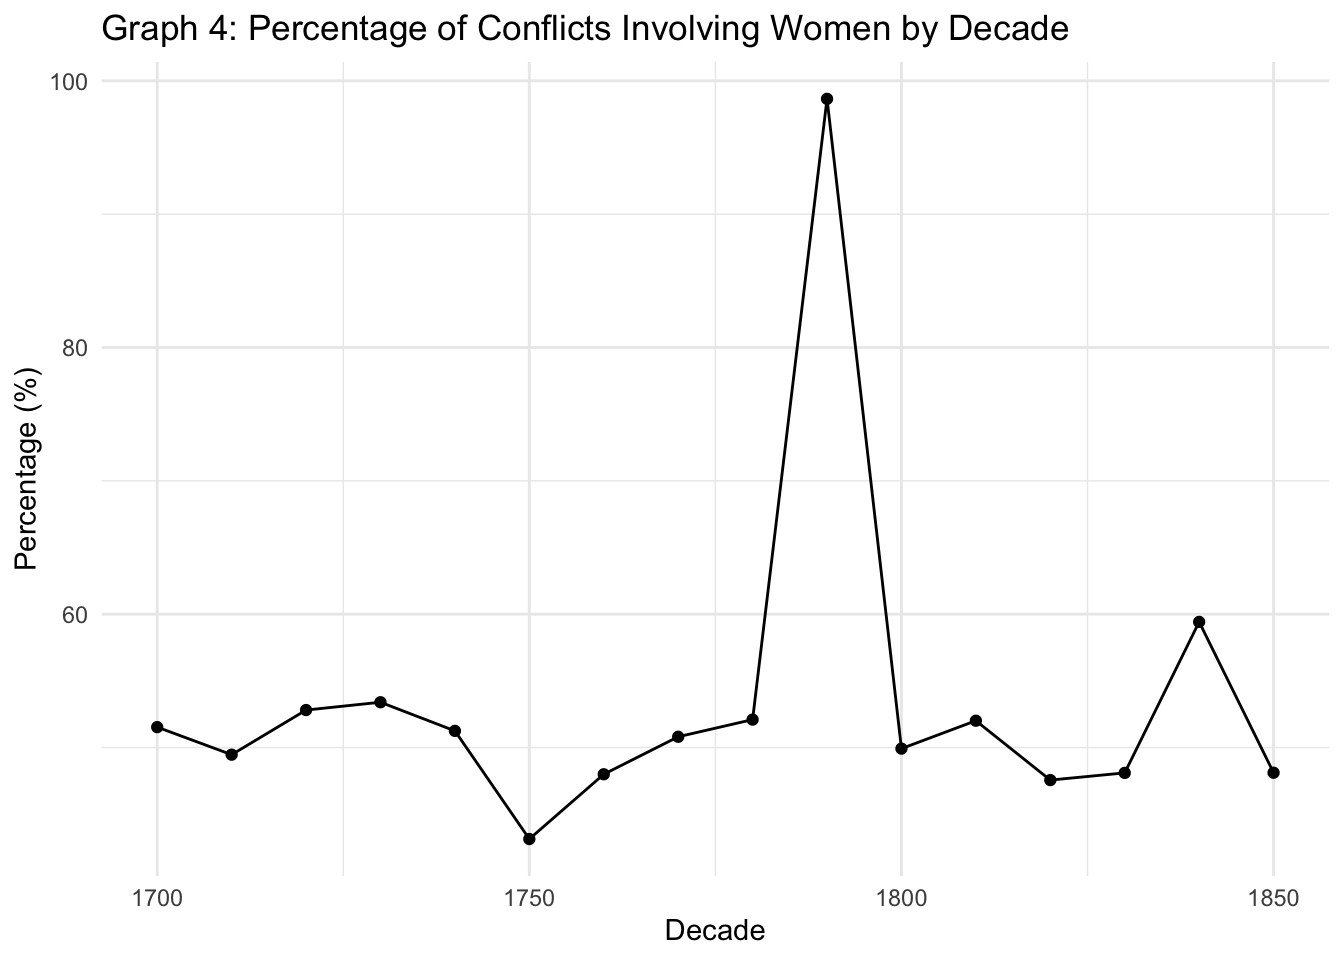 Graph 4: Percentage of Conflicts Involving Women by Decade
100
80
60
Percentage (%)
1700 1750 1800 1850
Decade